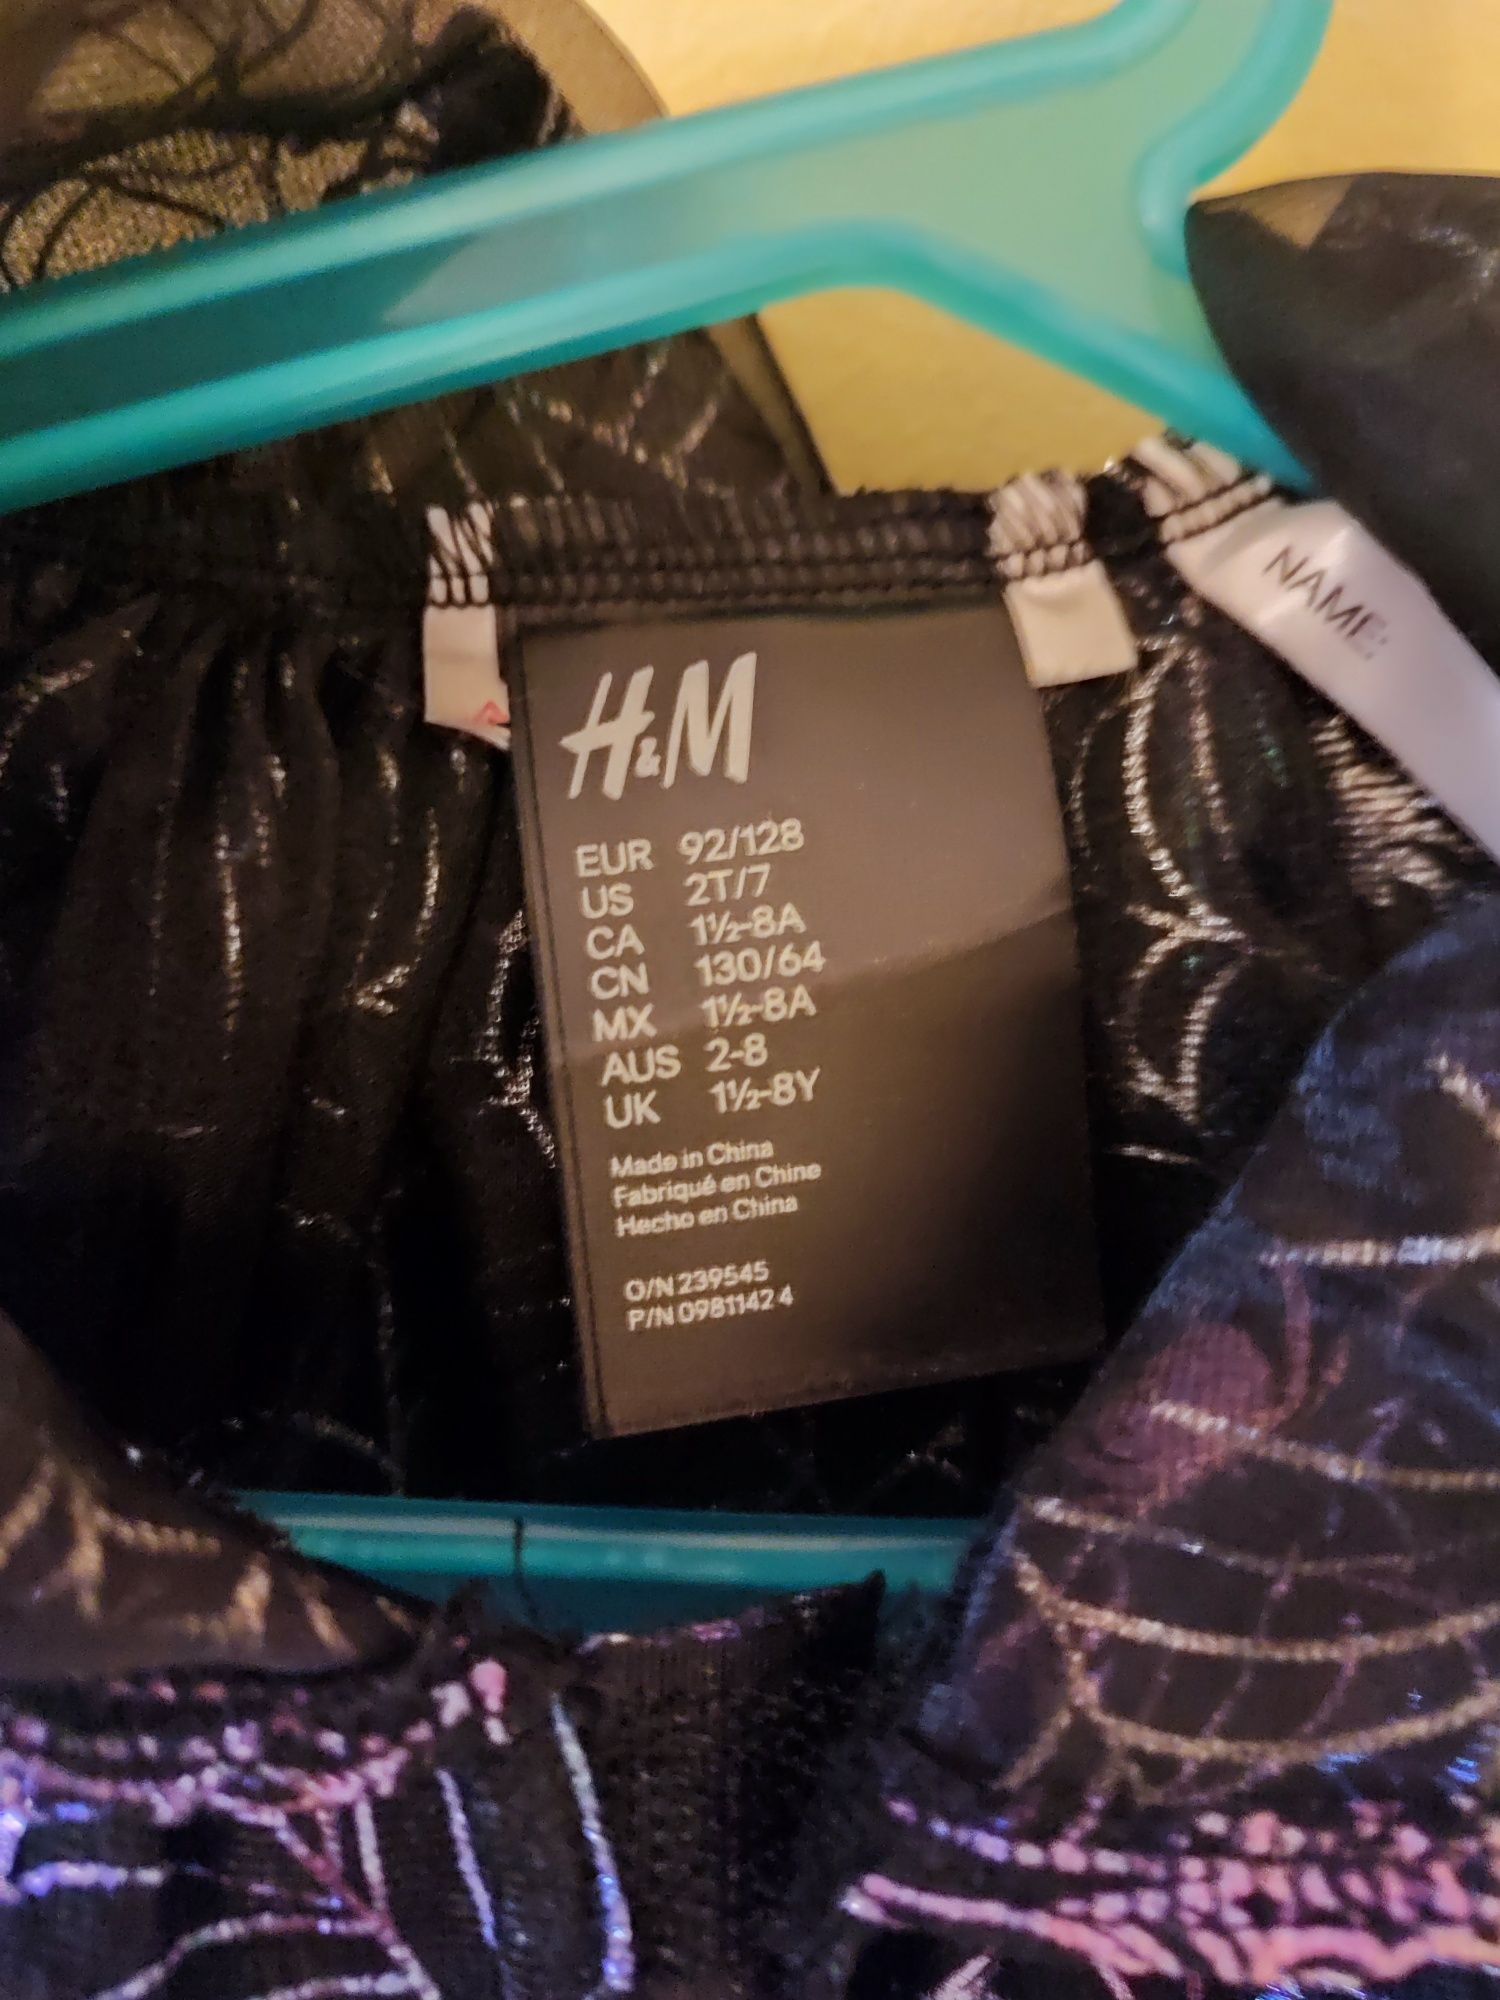 H&M
EUR 92/128
US 2T/7
CA 1½-8A
CN 130/64
MX 1½-8A
AUS 2-8
UK 1½-8Y
Made in China
Fabriqué en Chine
Hecho en China
O/N 239545
P/N 0981142 4
NAME: